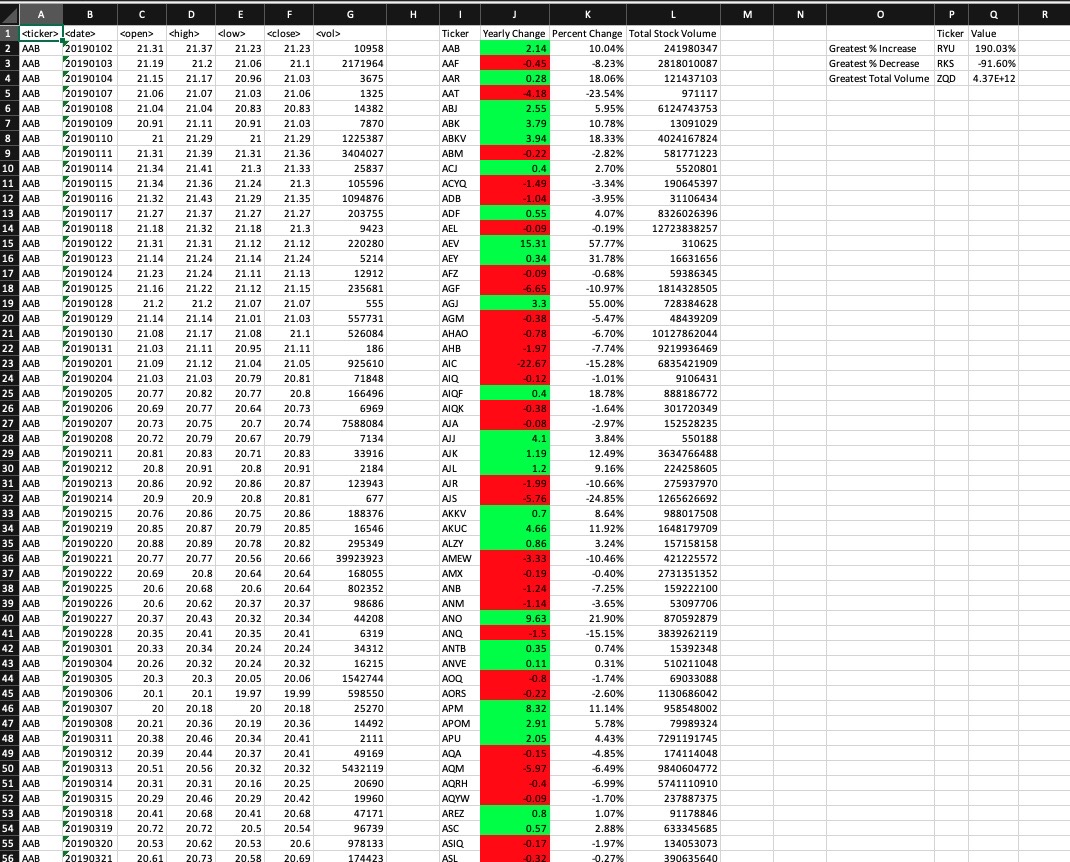 A B C D E F G H I J K L M N O P Q R
1 <ticker> <date> <open> <high> <low> <close> <vol> Ticker Yearly Change Percent Change Total Stock Volume Ticker Value
2 AAB 20190102 21.31 21.37 21.23 21.23 10958 AAB 2.14 10.04% 241980347 Greatest % Increase RYU 190.03%
3 AAB 20190103 21.19 21.2 21.06 21.09 2171964 AAF -0.45 -8.23% 2818010087 Greatest % Decrease RKS -91.60%
4 AAB 20190104 21.15 21.17 20.96 21.03 3675 AAR 0.28 18.06% 121437103 Greatest Total Volume ZQD 4.37E+12
5 AAB 20190107 21.06 21.07 21.03 21.06 1325 AAT -4.18 -23.54% 971117
6 AAB 20190108 21.04 21.04 20.83 20.83 14382 ABJ 2.55 5.95% 6124743753
7 AAB 20190109 20.91 21.11 20.91 21.03 7870 ABK 3.79 10.78% 13091029
8 AAB 20190110 21 21.29 21 21.29 1225387 ABKV 3.94 18.33% 4024167824
9 AAB 20190111 21.31 21.39 21.31 21.36 3404027 ABM -0.22 -2.82% 581771223
10 AAB 20190114 21.34 21.41 21.3 21.33 25837 ACJ 0.4 2.70% 5520801
11 AAB 20190115 21.34 21.36 21.24 21.3 105596 ACYQ -1.49 -3.34% 190645397
12 AAB 20190116 21.32 21.43 21.29 21.35 1094876 ADB -1.04 -3.95% 31106434
13 AAB 20190117 21.27 21.37 21.27 21.27 203755 ADF 0.55 4.07% 8326026396
14 AAB 20190118 21.18 21.32 21.18 21.3 9423 AEL -0.09 -0.19% 12723838257
15 AAB 20190122 21.31 21.31 21.12 21.12 220280 AEV 15.31 57.77% 310625
16 AAB 20190123 21.14 21.24 21.14 21.24 5214 AEY 0.34 31.78% 16631656
17 AAB 20190124 21.23 21.24 21.11 21.13 12912 AFZ -0.09 -0.68% 59386345
18 AAB 20190125 21.16 21.22 21.12 21.15 235681 AGF -6.65 -10.97% 1814328505
19 AAB 20190128 21.2 21.2 21.07 21.07 555 AGJ 3.3 55.00% 728384628
20 AAB 20190129 21.14 21.14 21.01 21.03 557731 AGM -0.38 -5.47% 48439209
21 AAB 20190130 21.08 21.17 21.08 21.1 526084 AHAO -0.78 -6.70% 10127862044
22 AAB 20190131 21.03 21.11 20.95 21.11 186 AHB -1.97 -7.74% 9219936469
23 AAB 20190201 21.09 21.12 21.04 21.05 925610 AIC -22.67 -15.28% 6835421909
24 AAB 20190204 21.03 21.03 20.79 20.81 71848 AIQ -0.12 -1.01% 9106431
25 AAB 20190205 20.77 20.82 20.77 20.8 166496 AIQF 0.4 18.78% 888186772
26 AAB 20190206 20.69 20.77 20.64 20.73 6969 AIQK -0.38 -1.64% 301720349
27 AAB 20190207 20.73 20.75 20.7 20.74 7588084 AJA -0.08 -2.97% 152528235
28 AAB 20190208 20.72 20.79 20.67 20.79 7134 AJJ 4.1 3.84% 550188
29 AAB 20190211 20.81 20.83 20.71 20.83 33916 AJK 1.19 12.49% 3634766488
30 AAB 20190212 20.8 20.91 20.8 20.91 2184 AJL 1.2 9.16% 224258605
31 AAB 20190213 20.86 20.92 20.86 20.87 123943 AJR -1.99 -10.66% 275937970
32 AAB 20190214 20.9 20.9 20.8 20.81 677 AJS -5.76 -24.85% 1265626692
33 AAB 20190215 20.76 20.86 20.75 20.86 188376 AKKV 0.7 8.64% 988017508
34 AAB 20190219 20.85 20.87 20.79 20.85 16546 AKUC 4.66 11.92% 1648179709
35 AAB 20190220 20.88 20.89 20.78 20.82 295349 ALZY 0.86 3.24% 157158158
36 AAB 20190221 20.77 20.77 20.56 20.66 39923923 AMEW -3.33 -10.46% 421225572
37 AAB 20190222 20.69 20.8 20.64 20.64 168055 AMX -0.19 -0.40% 2731351352
38 AAB 20190225 20.6 20.68 20.6 20.64 802352 ANB -1.24 -7.25% 159222100
39 AAB 20190226 20.6 20.62 20.37 20.37 98686 ANM -1.14 -3.65% 53097706
40 AAB 20190227 20.37 20.43 20.32 20.34 44208 ANO 9.63 21.90% 870592879
41 AAB 20190228 20.35 20.41 20.35 20.41 6319 ANQ -1.5 -15.15% 3839262119
42 AAB 20190301 20.33 20.34 20.24 20.24 34312 ANTB 0.35 0.74% 15392348
43 AAB 20190304 20.26 20.32 20.24 20.32 16215 ANVE 0.11 0.31% 510211048
44 AAB 20190305 20.3 20.3 20.05 20.06 1542744 AOQ -0.8 -1.74% 69033088
45 AAB 20190306 20.1 20.1 19.97 19.99 598550 AORS -0.22 -2.60% 1130686042
46 AAB 20190307 20 20.18 20 20.18 25270 APM 8.32 11.14% 958548002
47 AAB 20190308 20.21 20.36 20.19 20.36 14492 APOM 2.91 5.78% 79989324
48 AAB 20190311 20.38 20.46 20.34 20.41 2111 APU 2.05 4.43% 7291191745
49 AAB 20190312 20.39 20.44 20.37 20.41 49169 AQA -0.15 -4.85% 174114048
50 AAB 20190313 20.51 20.56 20.32 20.32 5432119 AQM -5.97 -6.49% 9840604772
51 AAB 20190314 20.31 20.31 20.16 20.25 20690 AQRH -0.4 -6.99% 5741110910
52 AAB 20190315 20.29 20.46 20.29 20.42 19960 AQYW -0.09 -1.70% 237887375
53 AAB 20190318 20.41 20.68 20.41 20.68 47171 AREZ 0.8 1.07% 91178846
54 AAB 20190319 20.72 20.72 20.5 20.54 96739 ASC 0.57 2.88% 633345685
55 AAB 20190320 20.53 20.62 20.53 20.6 978133 ASIQ -0.17 -1.97% 134053073
56 AAB 20190321 20.61 20.73 20.58 20.69 174423 ASL -0.32 -0.27% 390635640